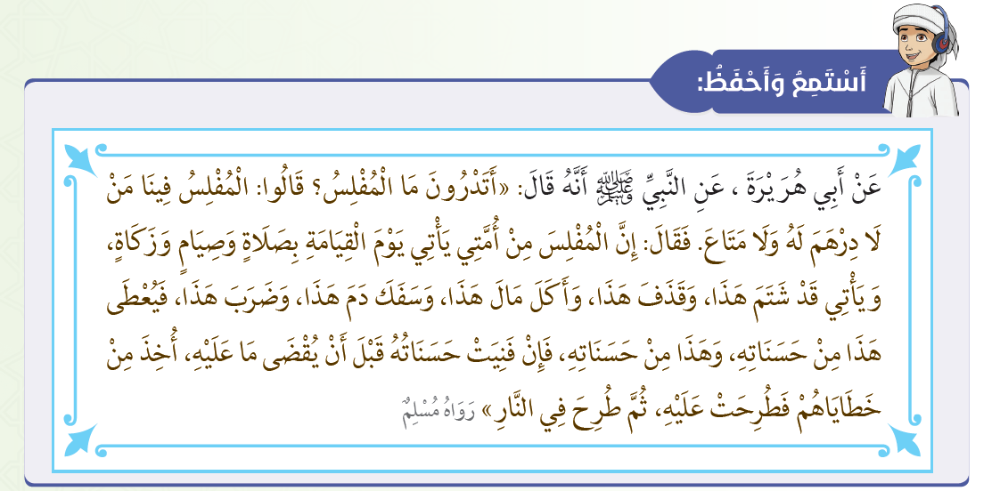 أَسْتَمِعُ وَأَحْفَظُ:
عَنْ أَبِي هُرَيْرَةَ ، عَنِ النَّبِيِّ ﷺ أَنَّهُ قَالَ: «أَتَدْرُونَ مَا الْمُفْلِسُ؟ قَالُوا: الْمُفْلِسُ فِينَا مَنْ
لَا دِرْهَمَ لَهُ وَلَا مَتَاعَ. فَقَالَ: إِنَّ الْمُفْلِسَ مِنْ أُمَّتِي يَأْتِي يَوْمَ الْقِيَامَةِ بِصَلَاةٍ وَصِيَامٍ وَزَكَاةٍ،
وَيَأْتِي قَدْ شَتَمَ هَذَا، وَقَذَفَ هَذَا، وَأَكَلَ مَالَ هَذَا، وَسَفَكَ دَمَ هَذَا، وَضَرَبَ هَذَا، فَيُعْطَى
هَذَا مِنْ حَسَنَاتِهِ، وَهَذَا مِنْ حَسَنَاتِهِ، فَإِنْ فَنِيَتْ حَسَنَاتُهُ قَبْلَ أَنْ يُقْضَى مَا عَلَيْهِ، أُخِذَ مِنْ
خَطَايَاهُمْ فَطُرِحَتْ عَلَيْهِ، ثُمَّ طُرِحَ فِي النَّارِ» رَوَاهُ مُسْلِمٌ